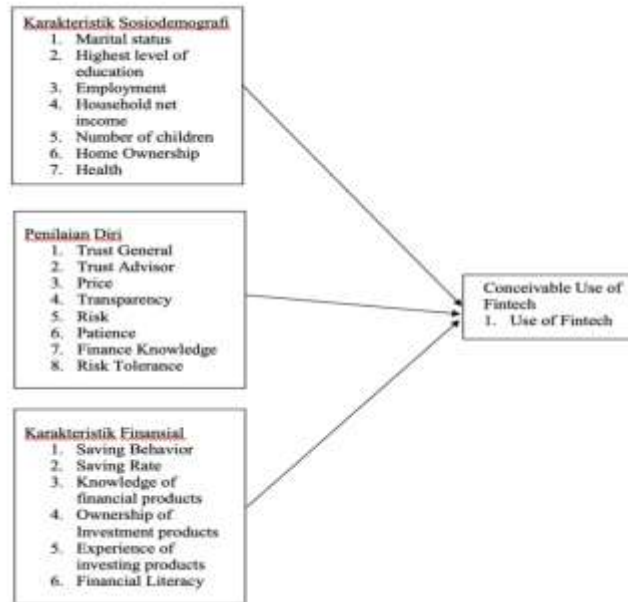 Karakteristik Sosiodemografi
1. Marital status
2. Highest level of
education
3. Employment
4. Household net
income
5. Number of children
6. Home Ownership
7. Health
Penilaian Diri
1. Trust General
2. Trust Advisor
3. Price
4. Transparency
5. Risk
6. Patience
7. Finance Knowledge
8. Risk Tolerance
Conceivable Use of
Fintech
1. Use of Fintech
Karakteristik Finansial
1. Saving Behavior
2. Saving Rate
3. Knowledge of
financial products
4. Ownership of
Investment products
5. Experience of
investing products
6. Financial Literacy